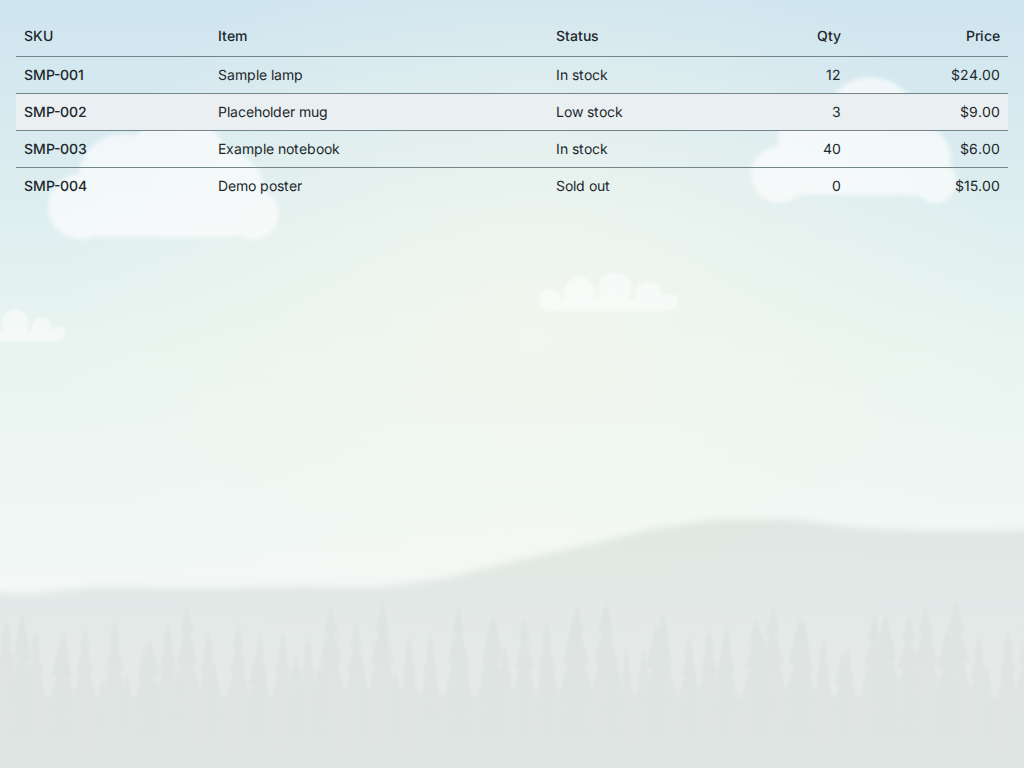 SKU Item Status Qty Price
SMP-001 Sample lamp In stock 12 $24.00
SMP-002 Placeholder mug Low stock 3 $9.00
SMP-003 Example notebook In stock 40 $6.00
SMP-004 Demo poster Sold out 0 $15.00